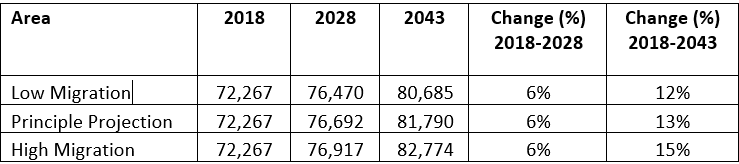 Area 2018 2028 2043 Change (%) Change (%)
2018-2028 2018-2043
Low Migration 72,267 76,470 80,685 6% 12%
Principle Projection 72,267 76,692 81,790 6% 13%
High Migration 72,267 76,917 82,774 6% 15%